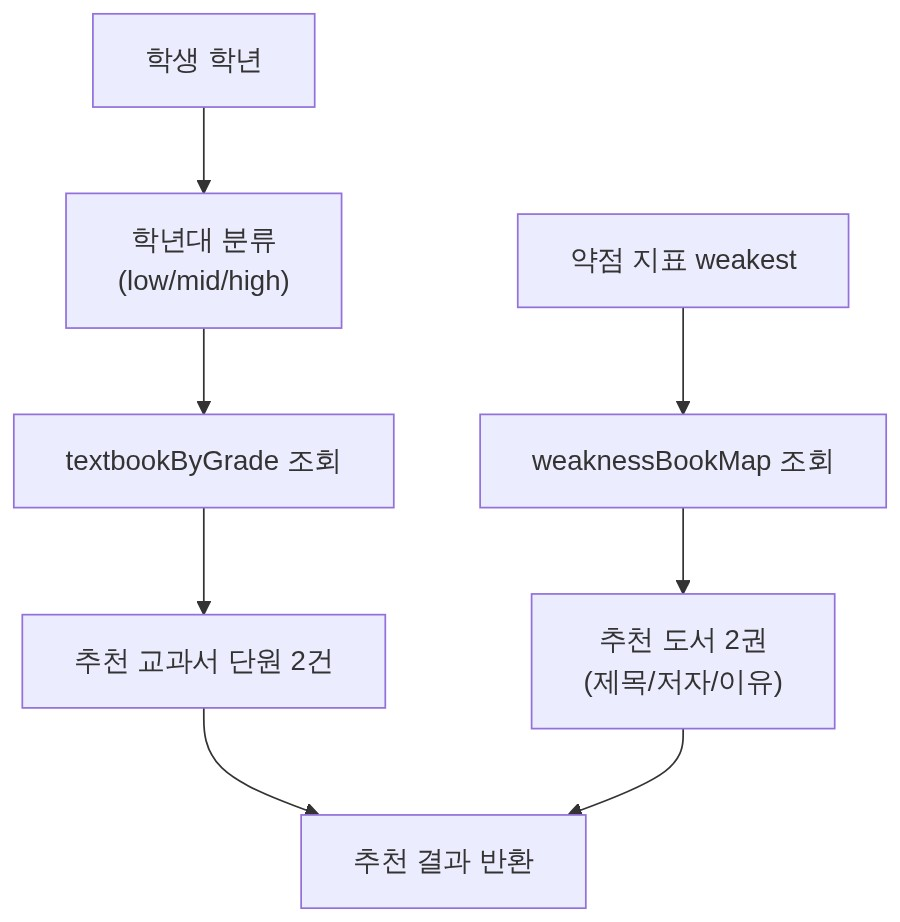 학생 학년
학년대 분류
(low/mid/high)
약점 지표 weakest
textbookByGrade 조회
weaknessBookMap 조회
추천 교과서 단원 2건
추천 도서 2권
(제목/저자/이유)
추천 결과 반환